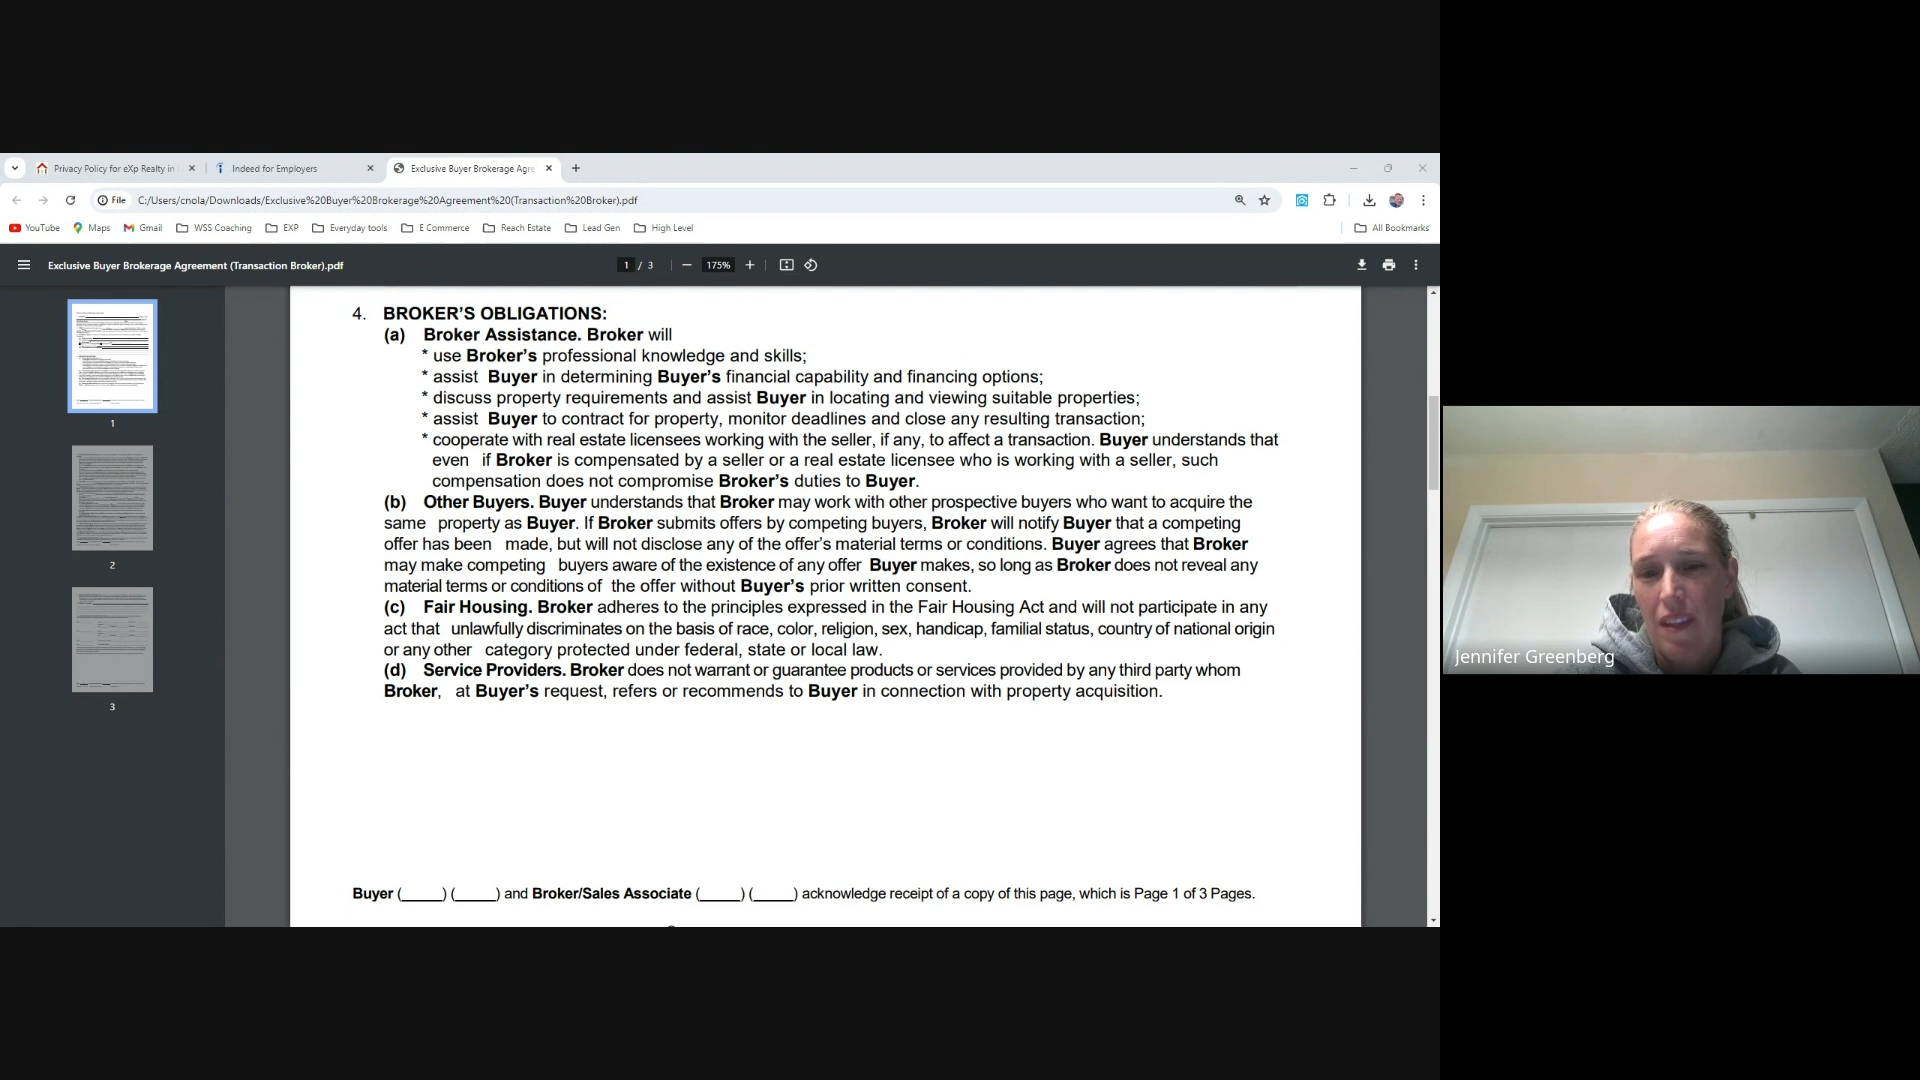 Privacy Policy for eXp Realty in
Indeed for Employers
Exclusive Buyer Brokerage Agre
File
C:/Users/cnola/Downloads/Exclusive%20Buyer%20Brokerage%20Agreement%20(Transaction%20Broker).pdf
YouTube
Maps
Gmail
WSS Coaching
EXP
Everyday tools
E Commerce
Reach Estate
Lead Gen
High Level
All Bookmarks
Exclusive Buyer Brokerage Agreement (Transaction Broker).pdf
1 / 3
175%
1
2
3
4. BROKER'S OBLIGATIONS:
(a) Broker Assistance. Broker will
* use Broker's professional knowledge and skills;
* assist Buyer in determining Buyer's financial capability and financing options;
* discuss property requirements and assist Buyer in locating and viewing suitable properties;
* assist Buyer to contract for property, monitor deadlines and close any resulting transaction;
* cooperate with real estate licensees working with the seller, if any, to affect a transaction. Buyer understands that
even if Broker is compensated by a seller or a real estate licensee who is working with a seller, such
compensation does not compromise Broker's duties to Buyer.
(b) Other Buyers. Buyer understands that Broker may work with other prospective buyers who want to acquire the
same property as Buyer. If Broker submits offers by competing buyers, Broker will notify Buyer that a competing
offer has been made, but will not disclose any of the offer's material terms or conditions. Buyer agrees that Broker
may make competing buyers aware of the existence of any offer Buyer makes, so long as Broker does not reveal any
material terms or conditions of the offer without Buyer's prior written consent.
(c) Fair Housing. Broker adheres to the principles expressed in the Fair Housing Act and will not participate in any
act that unlawfully discriminates on the basis of race, color, religion, sex, handicap, familial status, country of national origin
or any other category protected under federal, state or local law.
(d) Service Providers. Broker does not warrant or guarantee products or services provided by any third party whom
Broker, at Buyer's request, refers or recommends to Buyer in connection with property acquisition.
Buyer (_____) (_____) and Broker/Sales Associate (_____) (_____) acknowledge receipt of a copy of this page, which is Page 1 of 3 Pages.
Jennifer Greenberg